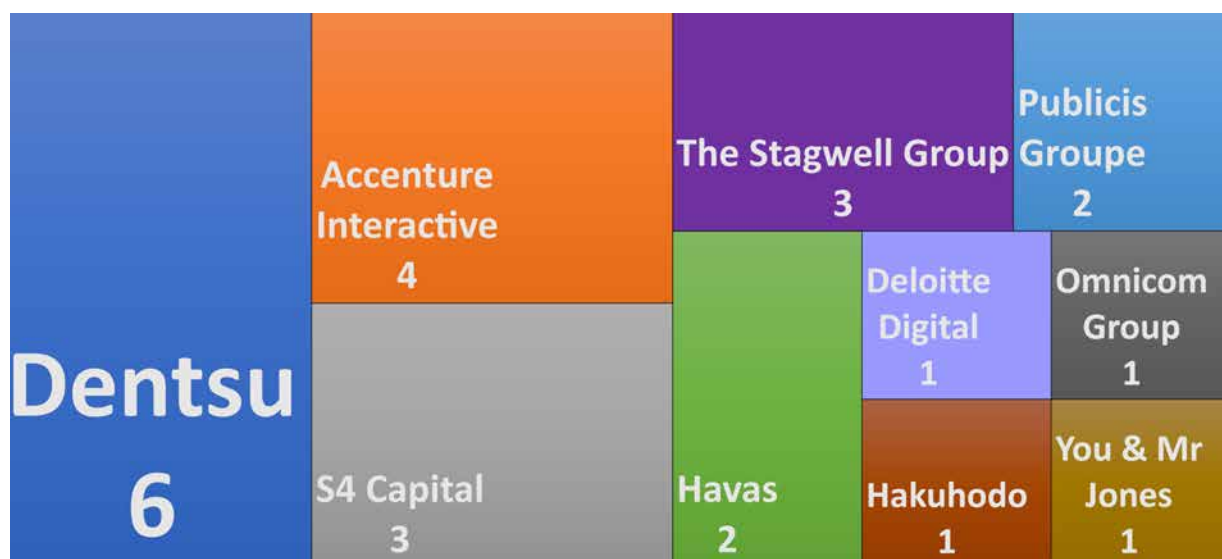 Dentsu
6
Accenture
Interactive
4
S4 Capital
3
The Stagwell Group
3
Publicis
Groupe
2
Havas
2
Deloitte
Digital
1
Omnicom
Group
1
Hakuhodo
1
You & Mr
Jones
1